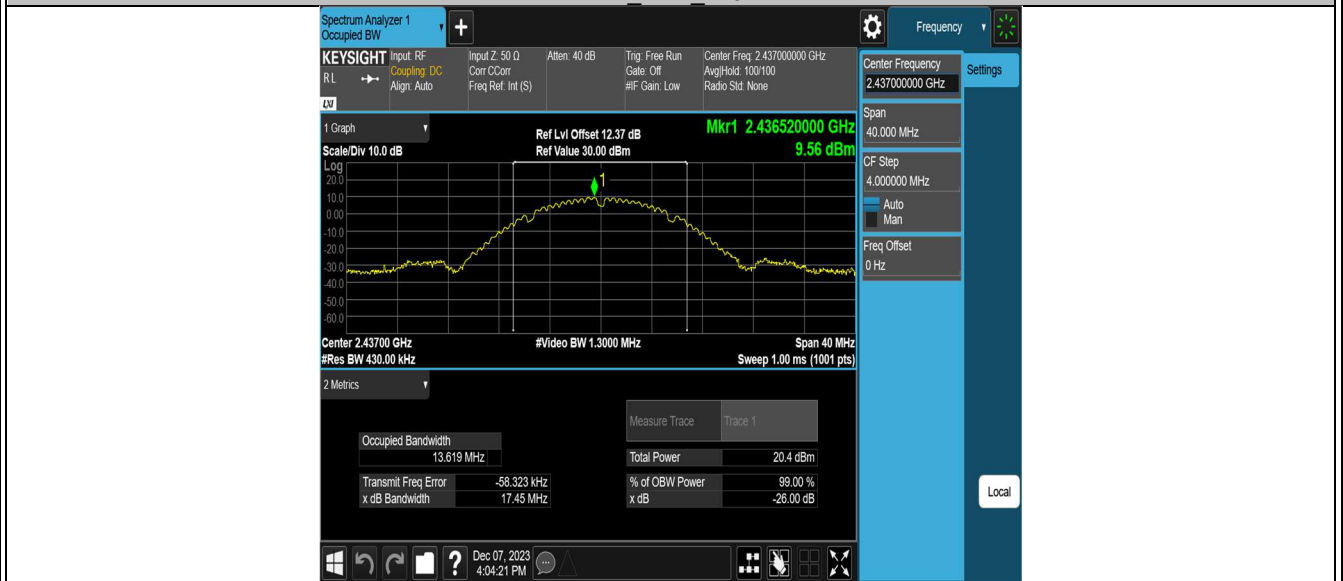 Spectrum Analyzer 1
Occupied BW
+
Frequency
KEYSIGHT
RL
LXI
Input: RF
Coupling: DC
Align: Auto
Input Z: 50 Ω
Corr CCorr
Freq Ref: Int (S)
Atten: 40 dB
Trig: Free Run
Gate: Off
#IF Gain: Low
Center Freq: 2.437000000 GHz
Avg|Hold: 100/100
Radio Std: None
Center Frequency
2.437000000 GHz
Settings
Span
40.000 MHz
CF Step
4.000000 MHz
Auto
Man
Freq Offset
0 Hz
Local
1 Graph
Scale/Div 10.0 dB
Ref Lvl Offset 12.37 dB
Ref Value 30.00 dBm
Mkr1 2.436520000 GHz
9.56 dBm
Log
20.0
10.0
0.00
-10.0
-20.0
-30.0
-40.0
-50.0
-60.0
1
Center 2.43700 GHz
#Video BW 1.3000 MHz
Span 40 MHz
#Res BW 430.00 kHz
Sweep 1.00 ms (1001 pts)
2 Metrics
Measure Trace
Trace 1
Occupied Bandwidth
13.619 MHz
Total Power
20.4 dBm
Transmit Freq Error
-58.323 kHz
% of OBW Power
99.00 %
x dB Bandwidth
17.45 MHz
x dB
-26.00 dB
?
Dec 07, 2023
4:04:21 PM